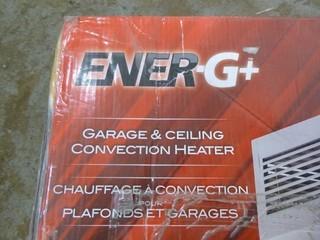 ENER-G+
GARAGE & CEILING
CONVECTION HEATER
CHAUFFAGE À CONVECTION
POUR
PLAFONDS ET GARAGES